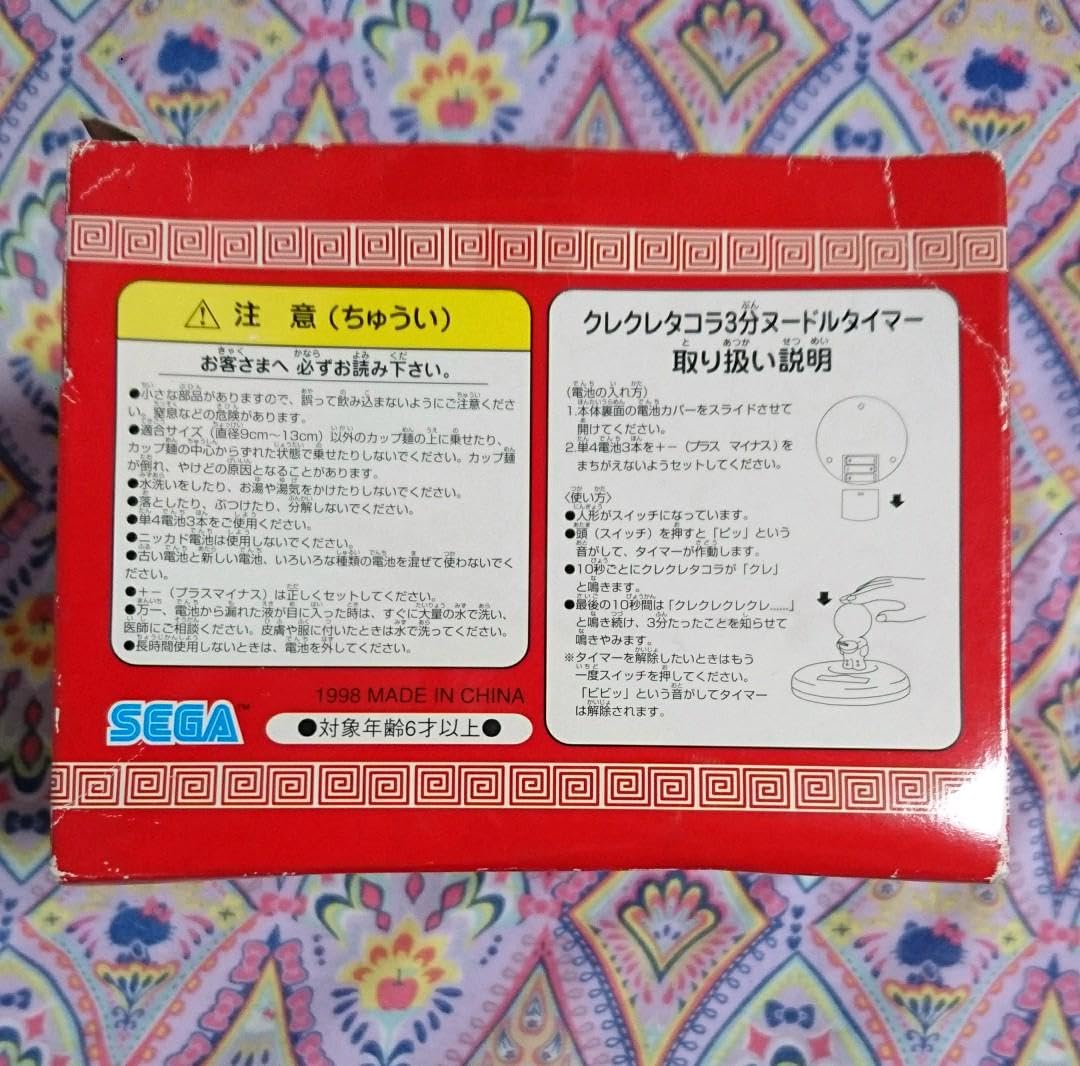 ⚠ 注意(ちゅうい)
お客さまへ 必ずお読み下さい。
●小さな部品がありますので、誤って飲み込まないようにご注意くださ
い。窒息などの危険があります。
●適合サイズ(直径9cm〜13cm)以外のカップ麵の上に乗せたり、
カップ麵の中心からずれた状態で乗せたりしないでください。カップ麵
が倒れ、やけどの原因となることがあります。
●水洗いをしたり、お湯や湯気をかけたりしないでください。
●落としたり、ぶつけたり、分解しないでください。
●単4電池3本をご使用ください。
●ニッカド電池は使用しないでください。
●古い電池と新しい電池、いろいろな種類の電池を混ぜて使わないでく
ださい。
●+−(プラスマイナス)は正しくセットしてください。
●万一、電池から漏れた液が目に入った時は、すぐに大量の水で洗い、
医師にご相談ください。皮膚や服に付いたときは水で洗ってください。
●長時間使用しないときは、電池を外してください。
1998 MADE IN CHINA
SEGA™
●対象年齢6才以上●
クレクレタコラ3分ヌードルタイマー
取り扱い説明
(電池の入れ方)
1.本体裏面の電池カバーをスライドさせて
開けてください。
2.単4電池3本を+−(プラス マイナス)を
まちがえないようセットしてください。
〈使い方〉
●人形がスイッチになっています。
●頭(スイッチ)を押すと「ピッ」という
音がして、タイマーが作動します。
●10秒ごとにクレクレタコラが「クレ」
と鳴きます。
●最後の10秒間は「クレクレクレクレ……」
と鳴き続け、3分たったことを知らせて
鳴きやみます。
※タイマーを解除したいときはもう
一度スイッチを押してください。
「ピピッ」という音がしてタイマー
は解除されます。